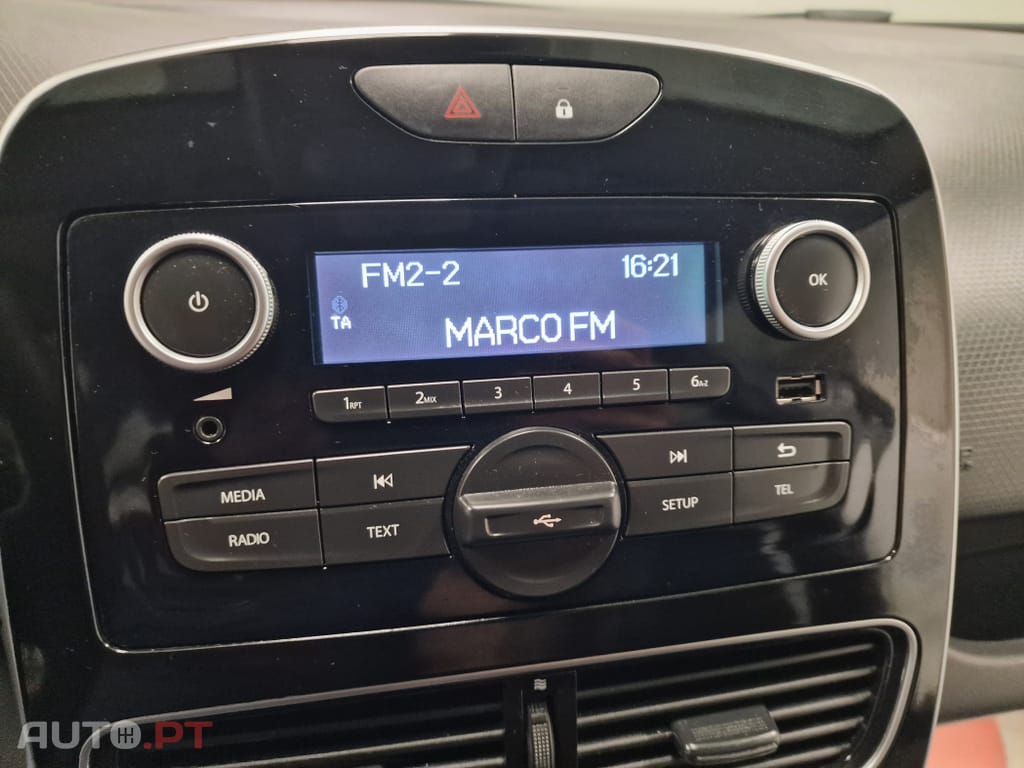 FM2-2 16:21
TA
MARCO FM
1RPT 2MIX 3 4 5 6A-Z
OK
MEDIA
RADIO TEXT SETUP TEL
AUTO.PT